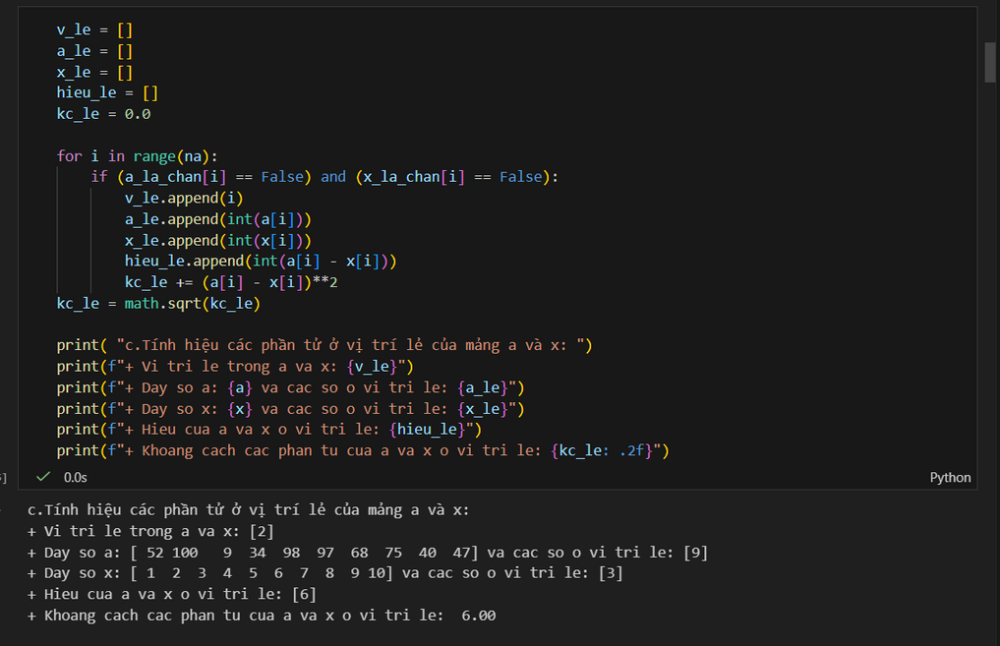 v_le = []
a_le = []
x_le = []
hieu_le = []
kc_le = 0.0
for i in range(na):
    if (a_la_chan[i] == False) and (x_la_chan[i] == False):
        v_le.append(i)
        a_le.append(int(a[i]))
        x_le.append(int(x[i]))
        hieu_le.append(int(a[i] - x[i]))
        kc_le += (a[i] - x[i])**2
kc_le = math.sqrt(kc_le)
print( "c.Tính hiệu các phần tử ở vị trí lẻ của mảng a và x: ")
print(f"+ Vi tri le trong a va x: {v_le}")
print(f"+ Day so a: {a} va cac so o vi tri le: {a_le}")
print(f"+ Day so x: {x} va cac so o vi tri le: {x_le}")
print(f"+ Hieu cua a va x o vi tri le: {hieu_le}")
print(f"+ Khoang cach cac phan tu cua a va x o vi tri le: {kc_le: .2f}")
] 0.0s Python
c.Tính hiệu các phần tử ở vị trí lẻ của mảng a và x:
+ Vi tri le trong a va x: [2]
+ Day so a: [ 52 100   9  34  98  97  68  75  40  47] va cac so o vi tri le: [9]
+ Day so x: [ 1  2  3  4  5  6  7  8  9 10] va cac so o vi tri le: [3]
+ Hieu cua a va x o vi tri le: [6]
+ Khoang cach cac phan tu cua a va x o vi tri le:  6.00